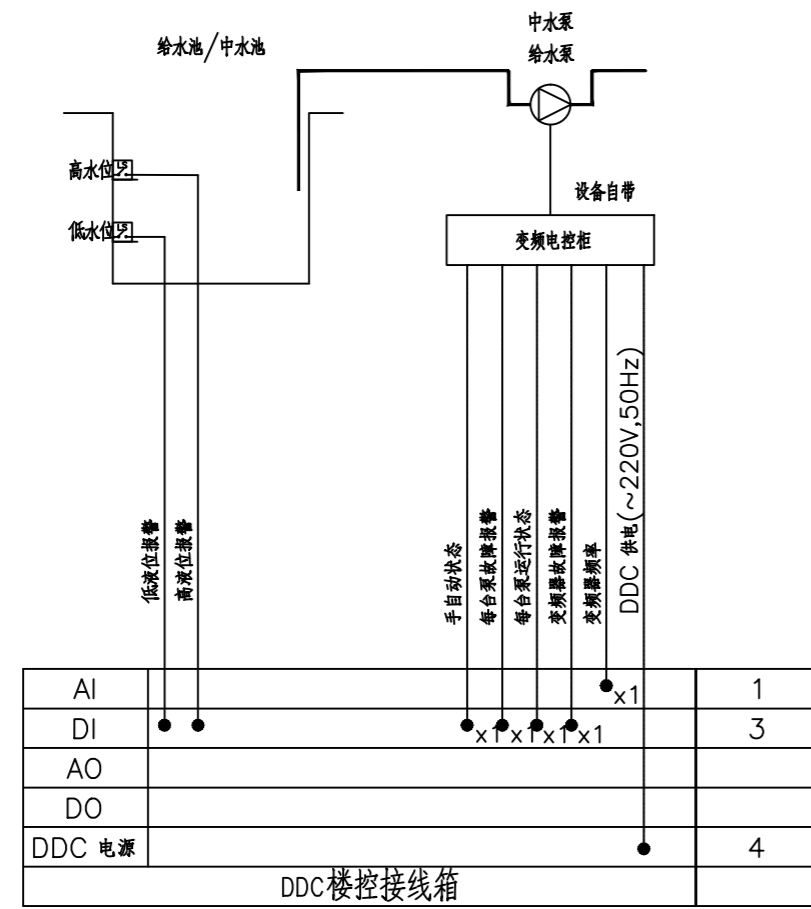 中水泵
给水泵
给水池/中水池
高水位 LS
设备自带
低水位 LS
变频电控柜
低液位报警
高液位报警
手自动状态
每台泵故障报警
每台泵运行状态
变频器故障报警
变频器频率
DDC 供电(~220V,50Hz)
AI x1 1
DI x1 x1 x1 x1 3
AO
DO
DDC 电源 4
DDC楼控接线箱